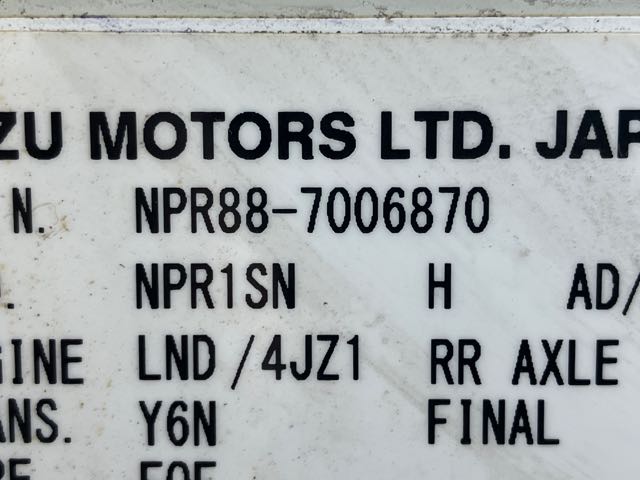 ZU MOTORS LTD. JAP
N. NPR88-7006870
. NPR1SN H AD/
GINE LND/4JZ1 RR AXLE
ANS. Y6N FINAL